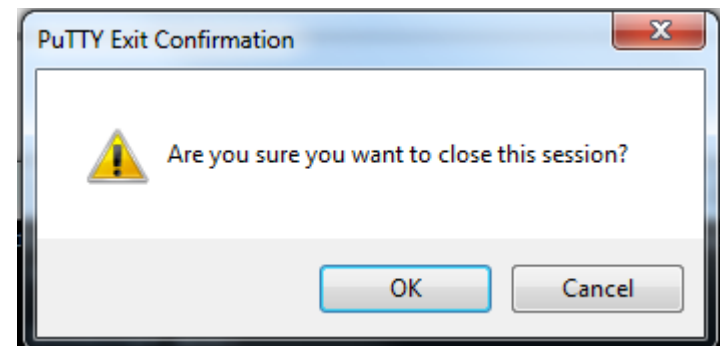 PuTTY Exit Confirmation
Are you sure you want to close this session?
OK
Cancel